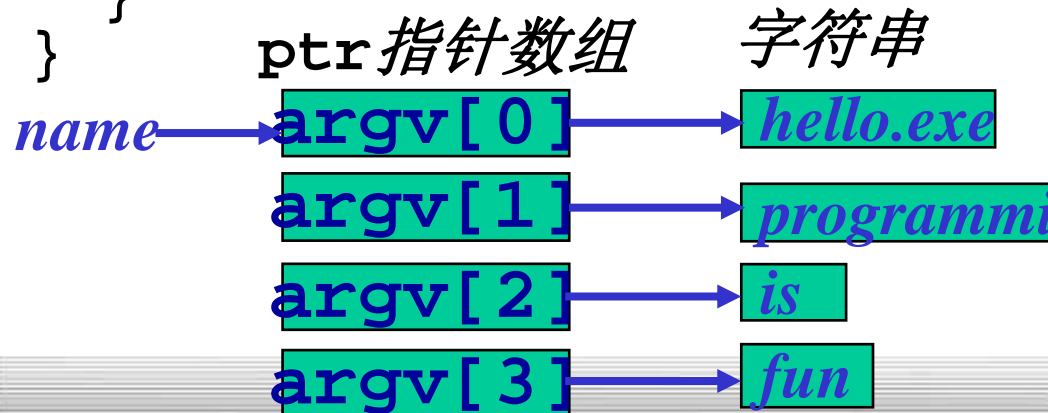 }
} ptr指针数组 字符串
name argv[0] hello.exe
argv[1] programmi
argv[2] is
argv[3] fun